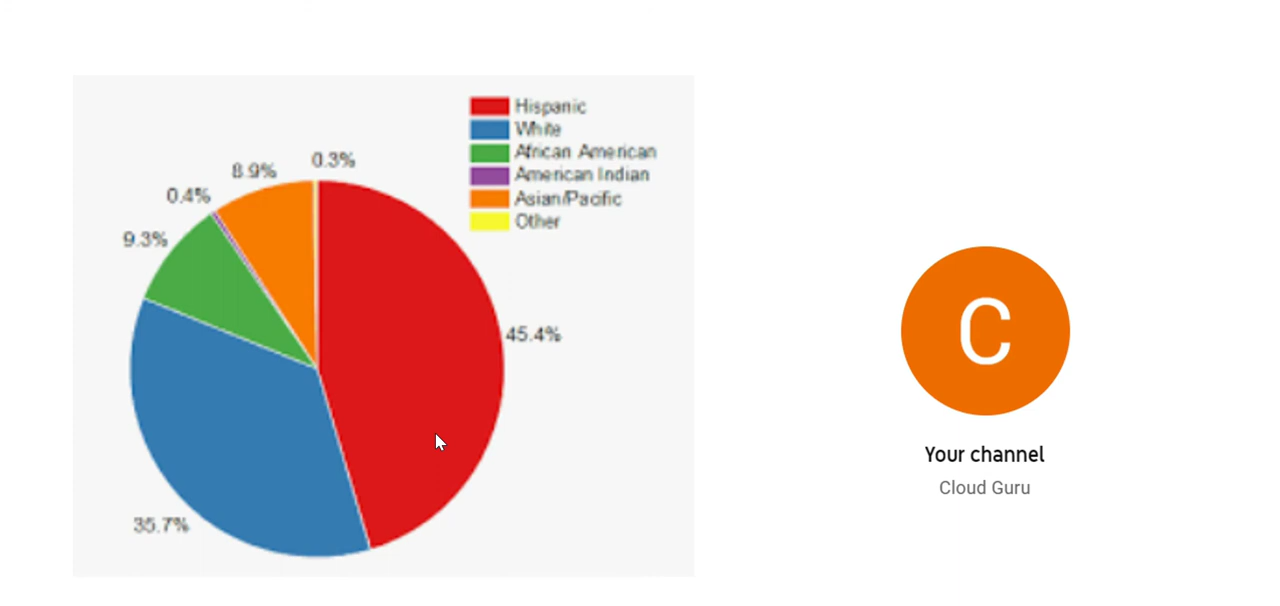 Hispanic
White
African American
American Indian
Asian/Pacific
Other
0.3%
8.9%
0.4%
9.3%
45.4%
35.7%
C
Your channel
Cloud Guru